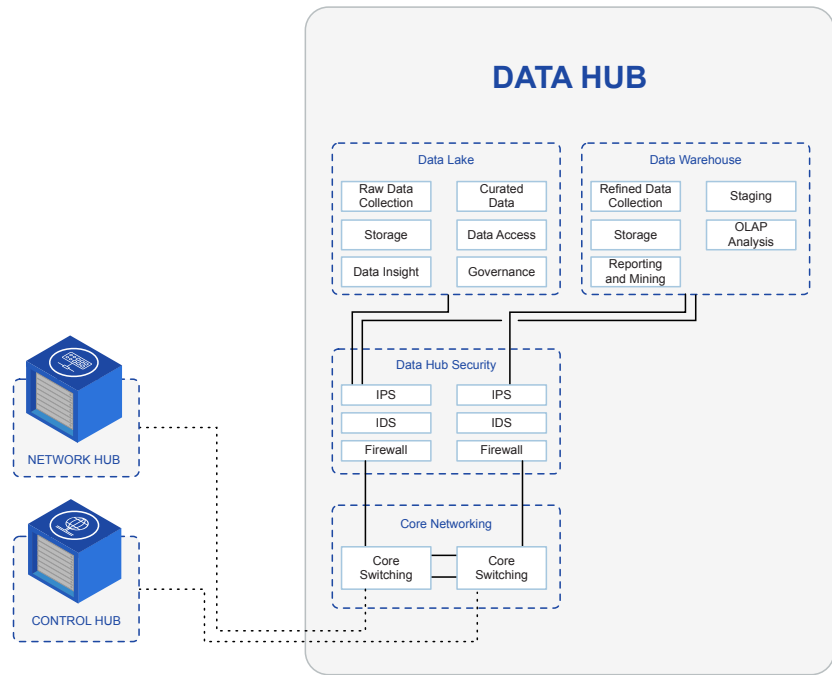 DATA HUB
Data Lake
Raw Data
Collection
Curated
Data
Storage
Data Access
Data Insight
Governance
Data Warehouse
Refined Data
Collection
Staging
Storage
OLAP
Analysis
Reporting
and Mining
Data Hub Security
IPS
IPS
IDS
IDS
Firewall
Firewall
Core Networking
Core
Switching
Core
Switching
NETWORK HUB
CONTROL HUB